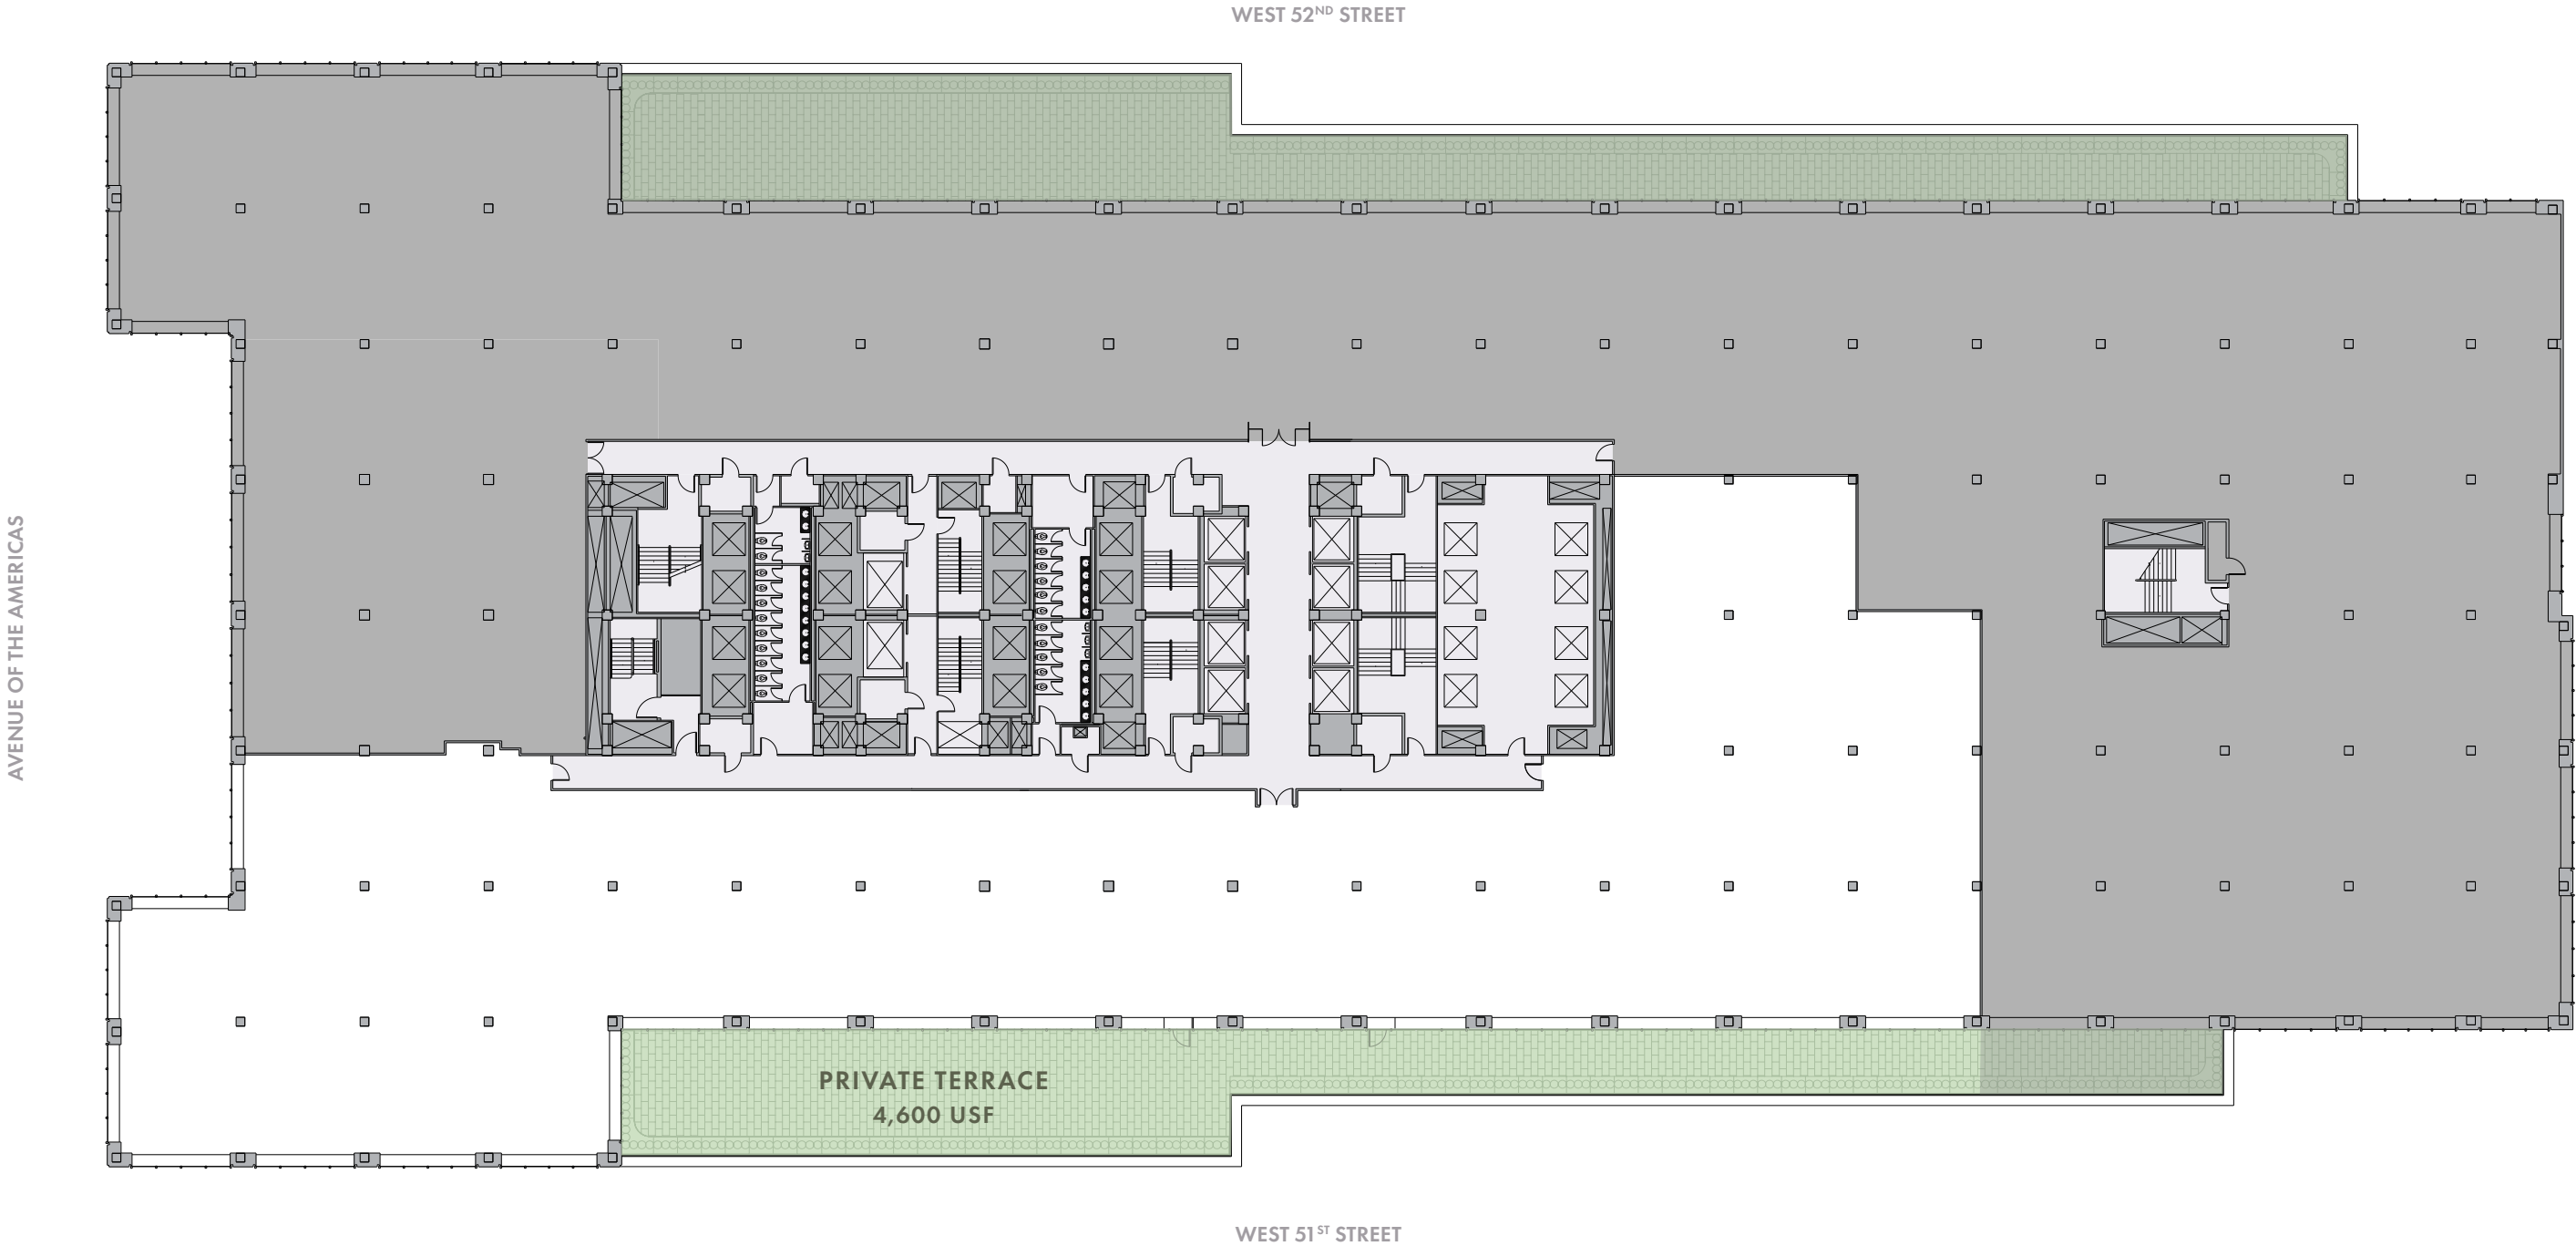 WEST 52ND STREET
AVENUE OF THE AMERICAS
PRIVATE TERRACE
4,600 USF
WEST 51ST STREET